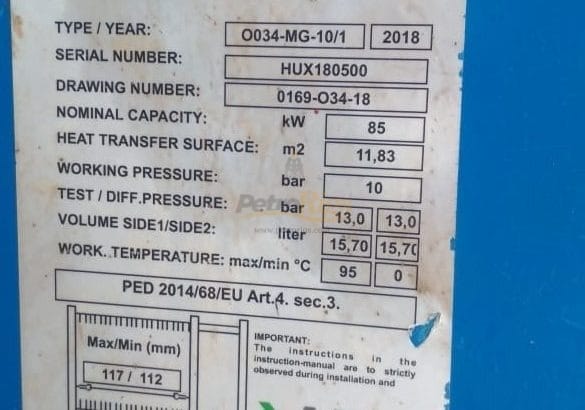 TYPE / YEAR: O034-MG-10/1 2018
SERIAL NUMBER: HUX180500
DRAWING NUMBER: 0169-O34-18
NOMINAL CAPACITY: kW 85
HEAT TRANSFER SURFACE: m2 11,83
WORKING PRESSURE: bar 10
TEST / DIFF.PRESSURE: bar 13,0 13,0
VOLUME SIDE1/SIDE2: liter 15,70 15,70
WORK. TEMPERATURE: max/min °C 95 0
PED 2014/68/EU Art.4. sec.3.
Max/Min (mm)
117 / 112
IMPORTANT:
The instructions in the
instruction-manual are to strictly
observed during installation and